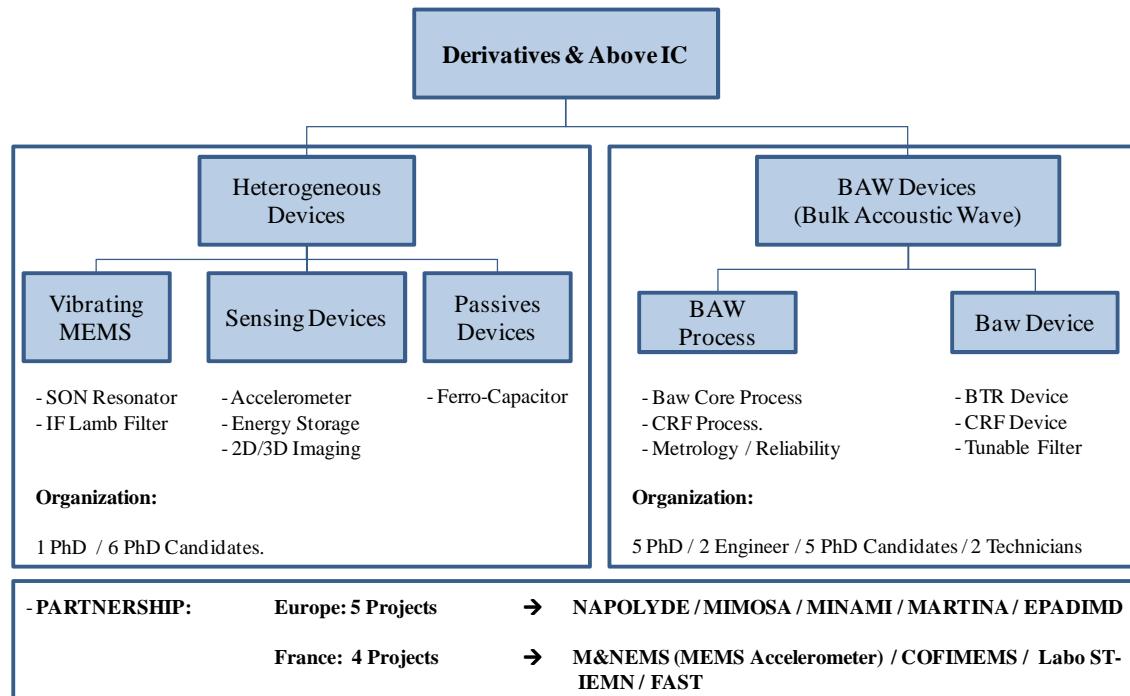 Derivatives & Above IC
Heterogeneous
Devices
Vibrating
MEMS
Sensing Devices
Passives
Devices
- SON Resonator
- IF Lamb Filter
- Accelerometer
- Energy Storage
- 2D/3D Imaging
- Ferro-Capacitor
Organization:
1 PhD / 6 PhD Candidates.
BAW Devices
(Bulk Accoustic Wave)
BAW
Process
Baw Device
- Baw Core Process
- CRF Process.
- Metrology / Reliability
- BTR Device
- CRF Device
- Tunable Filter
Organization:
5 PhD / 2 Engineer / 5 PhD Candidates / 2 Technicians
- PARTNERSHIP: Europe: 5 Projects → NAPOLYDE / MIMOSA / MINAMI / MARTINA / EPADIMD
France: 4 Projects → M&NEMS (MEMS Accelerometer) / COFIMEMS / Labo ST-
IEMN / FAST